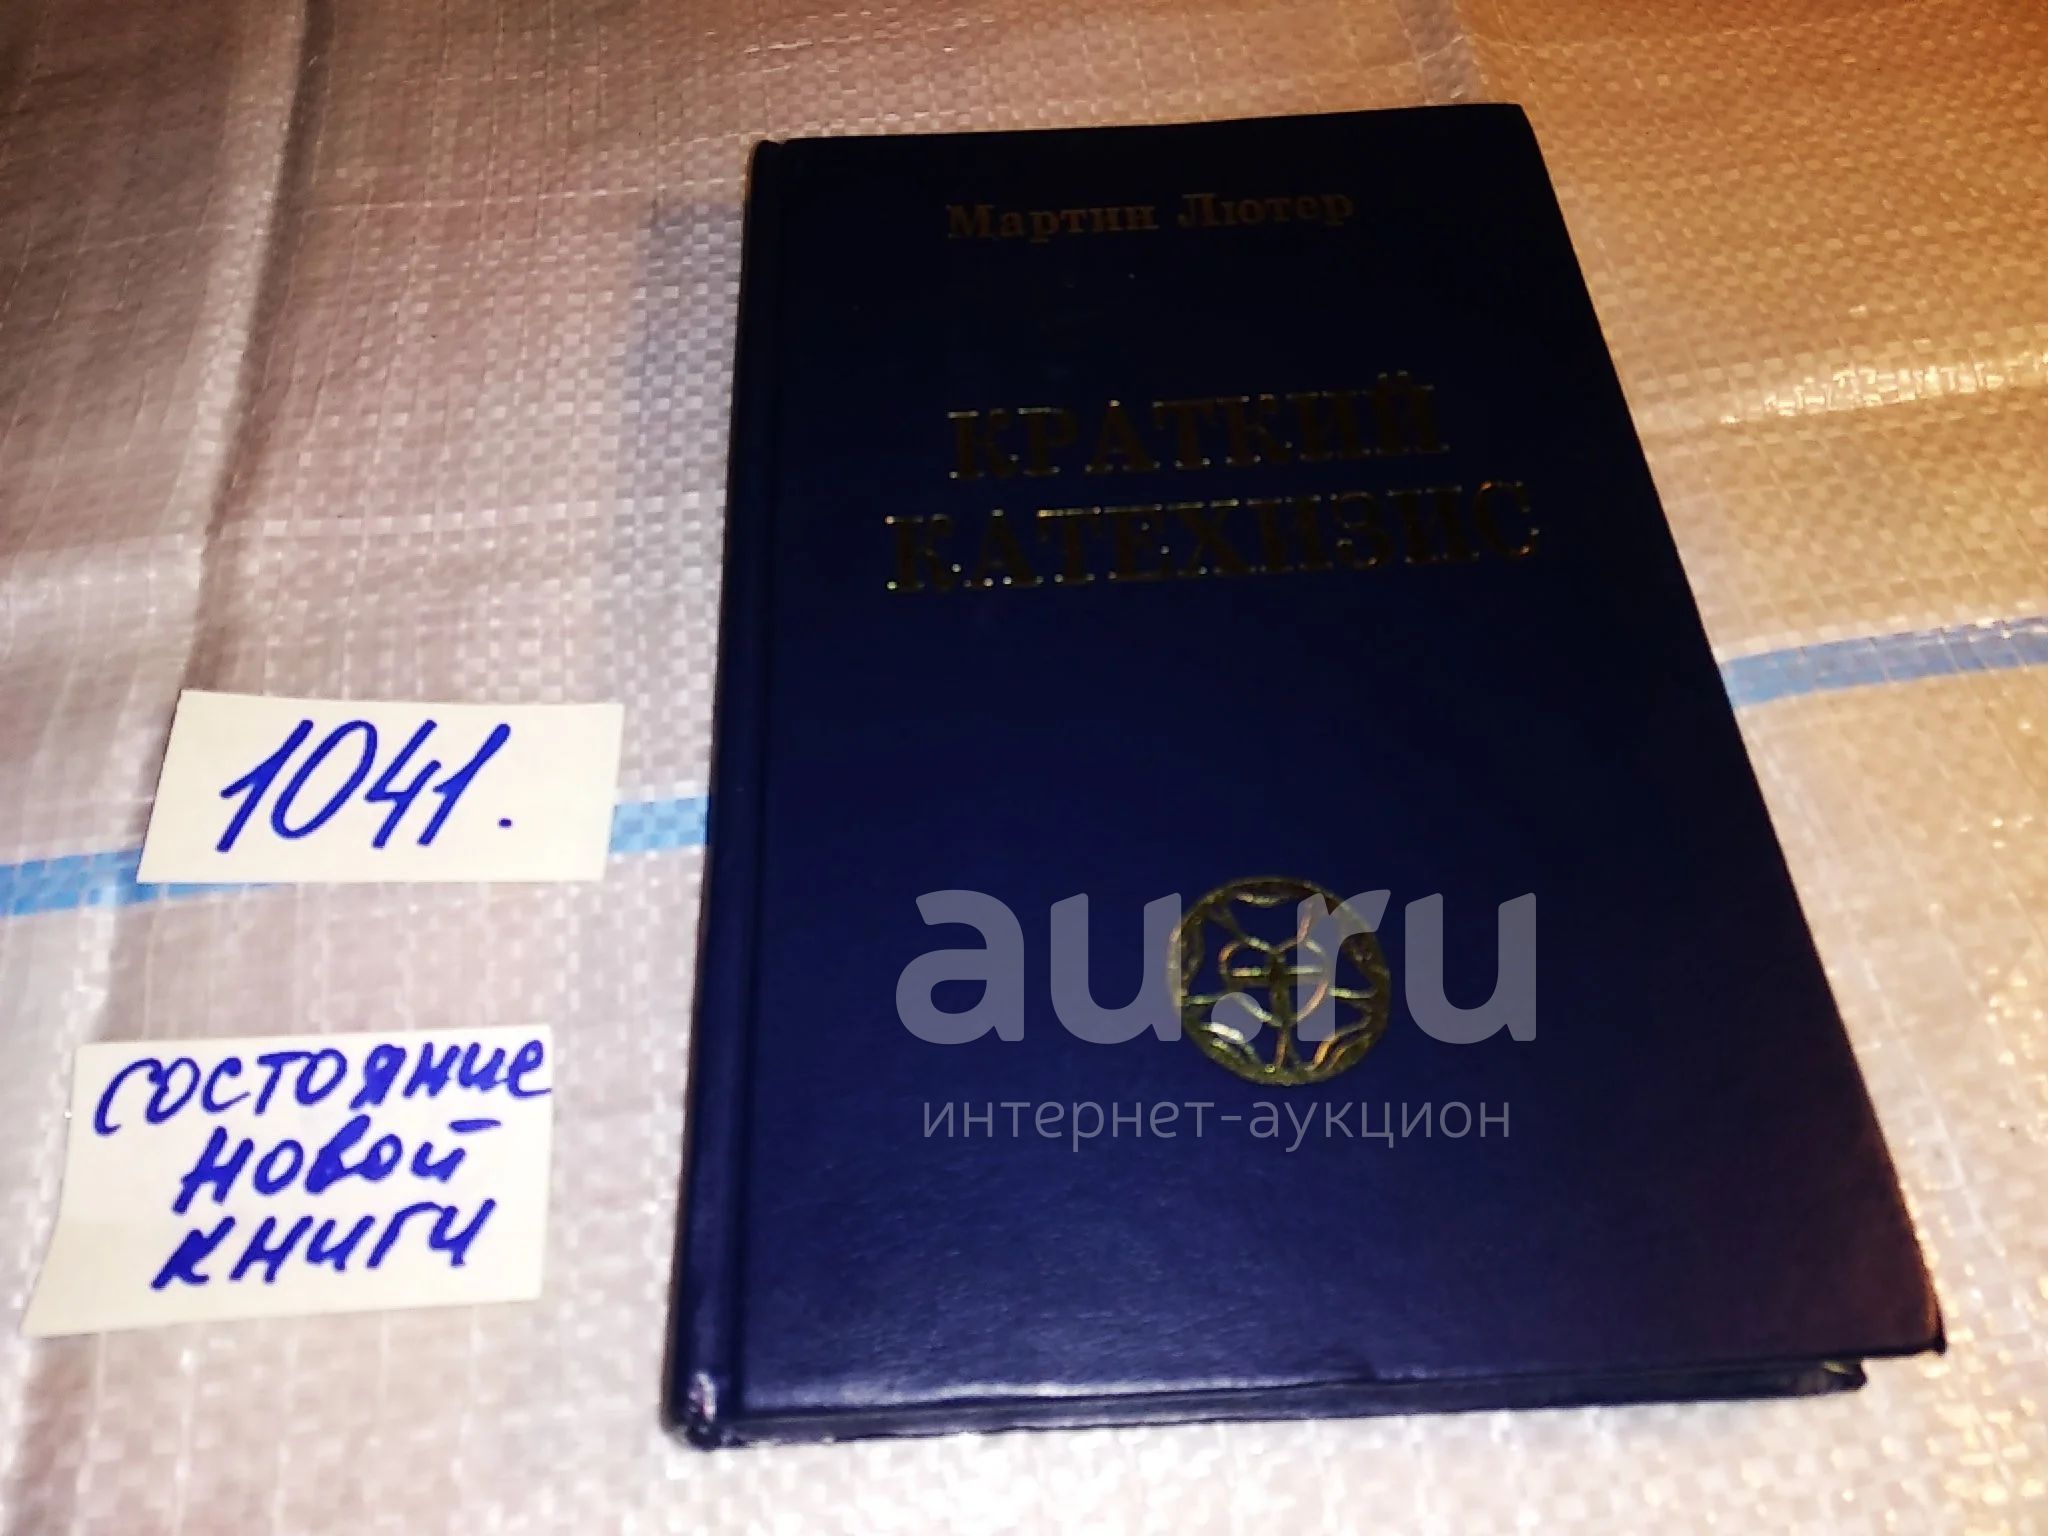 Мартин Лютер
КРАТКИЙ
КАТЕХИЗИС
1041.
состояние
новой
книги
au.ru
интернет-аукцион